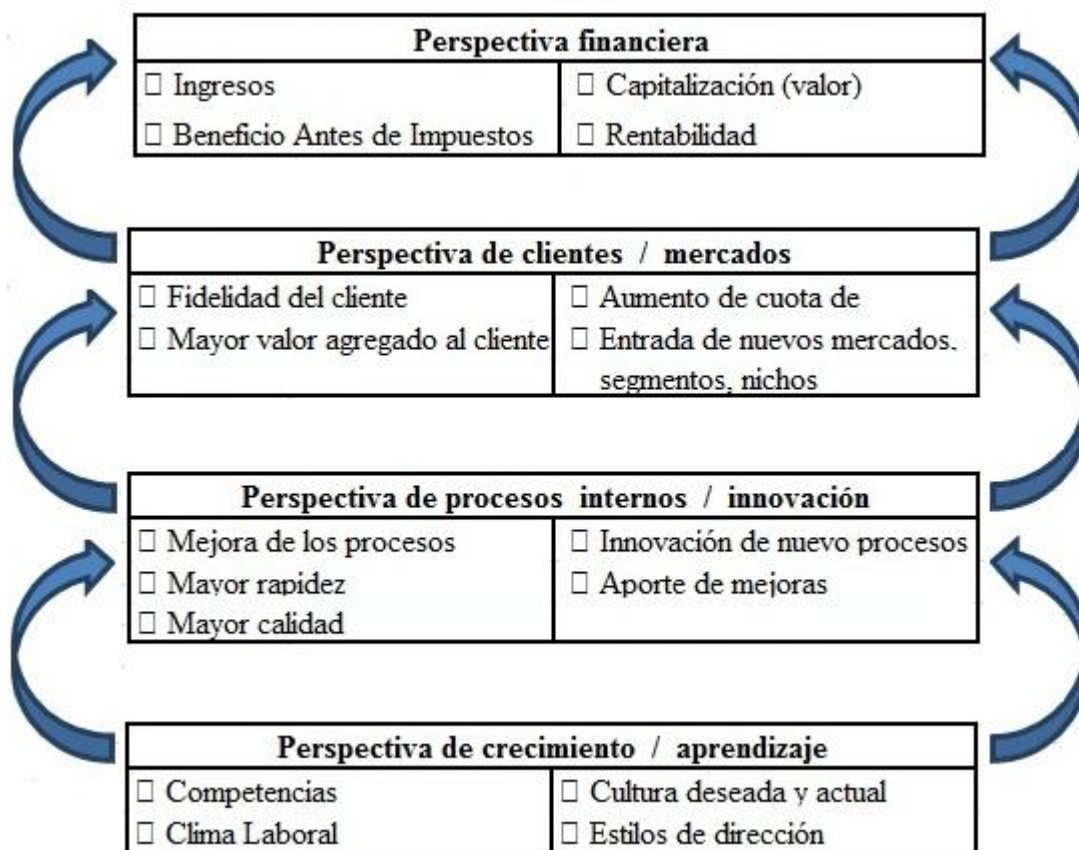 Perspectiva financiera
□ Ingresos
□ Capitalización (valor)
□ Beneficio Antes de Impuestos
□ Rentabilidad
Perspectiva de clientes / mercados
□ Fidelidad del cliente
□ Aumento de cuota de
□ Mayor valor agregado al cliente
□ Entrada de nuevos mercados,
segmentos, nichos
Perspectiva de procesos internos / innovación
□ Mejora de los procesos
□ Innovación de nuevo procesos
□ Mayor rapidez
□ Aporte de mejoras
□ Mayor calidad
Perspectiva de crecimiento / aprendizaje
□ Competencias
□ Cultura deseada y actual
□ Clima Laboral
□ Estilos de dirección